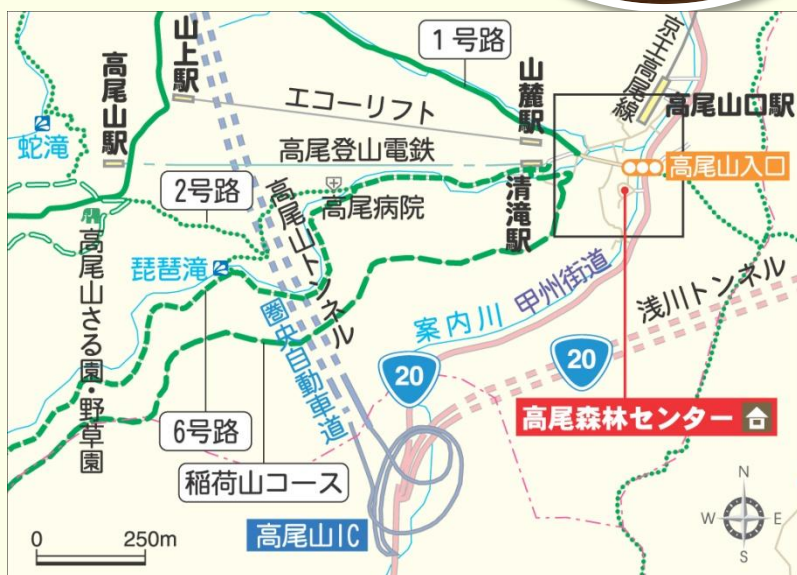 1号路
山上駅
高尾山駅
山麓駅
京王高尾線
高尾山口駅
エコーリフト
蛇滝
高尾登山電鉄
高尾山入口
2号路
高尾病院
清滝駅
高尾山トンネル
琵琶滝
高尾山さる園・野草園
圏央自動車道
案内川
甲州街道
浅川トンネル
20
20
高尾森林センター
6号路
稲荷山コース
高尾山IC
0 250m
N
W E
S